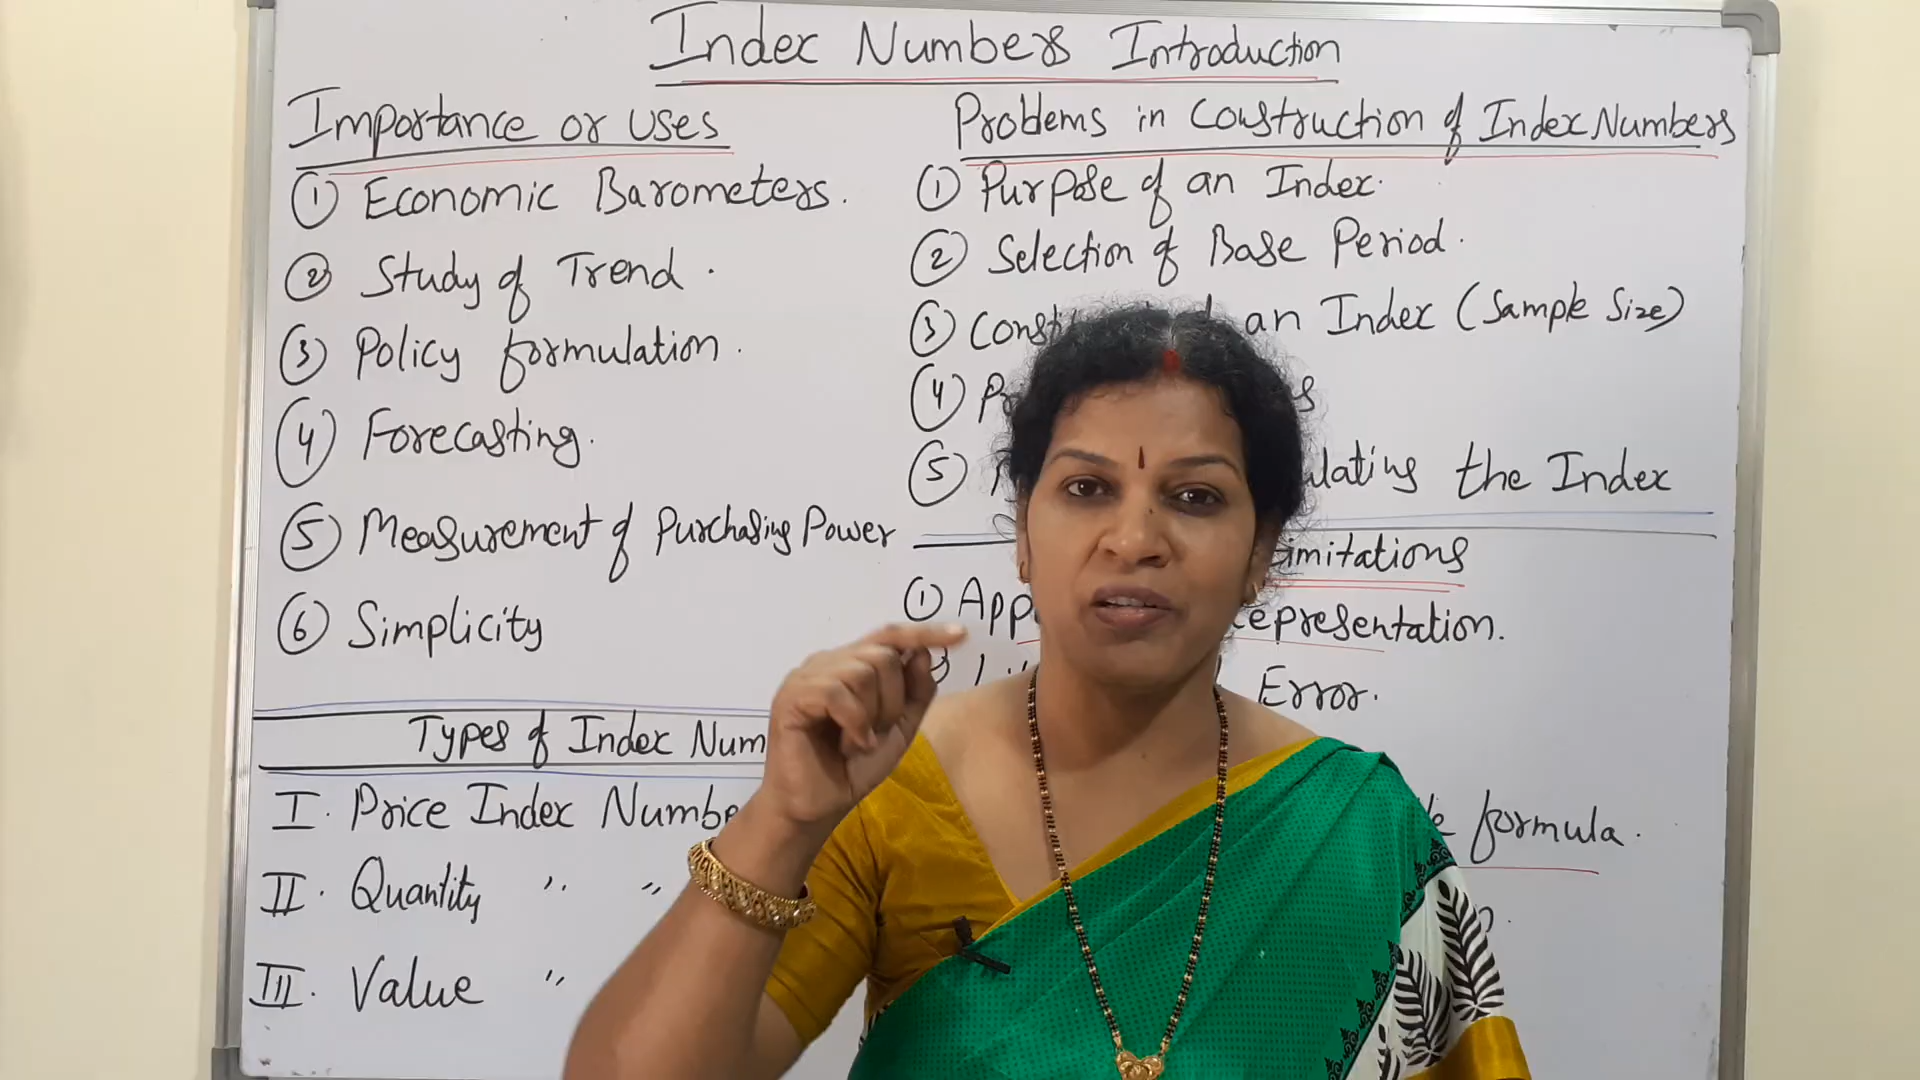 Index Numbers Introduction
Importance or uses
① Economic Barometers.
② Study of Trend.
③ Policy formulation.
④ Forecasting.
⑤ Measurement of Purchasing Power
⑥ Simplicity
Types of Index Num
I. Price Index Numbe
II. Quantity " "
III. Value "
Problems in Construction of Index Numbers
① Purpose of an Index.
② Selection of Base Period.
③ an Index (Sample Size)
④
⑤ the Index
imitations
① App epresentation.
Error.
formula.